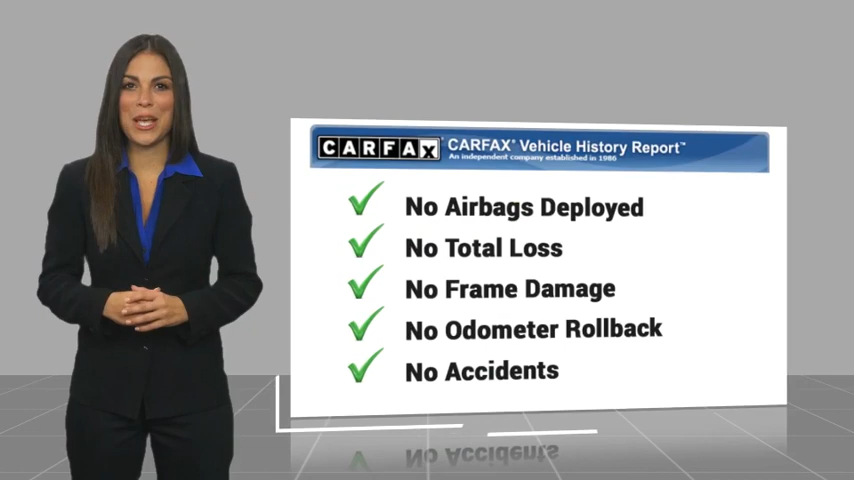 CARFAX CARFAX® Vehicle History Report™
An independent company established in 1986
No Airbags Deployed
No Total Loss
No Frame Damage
No Odometer Rollback
No Accidents
No Accidents